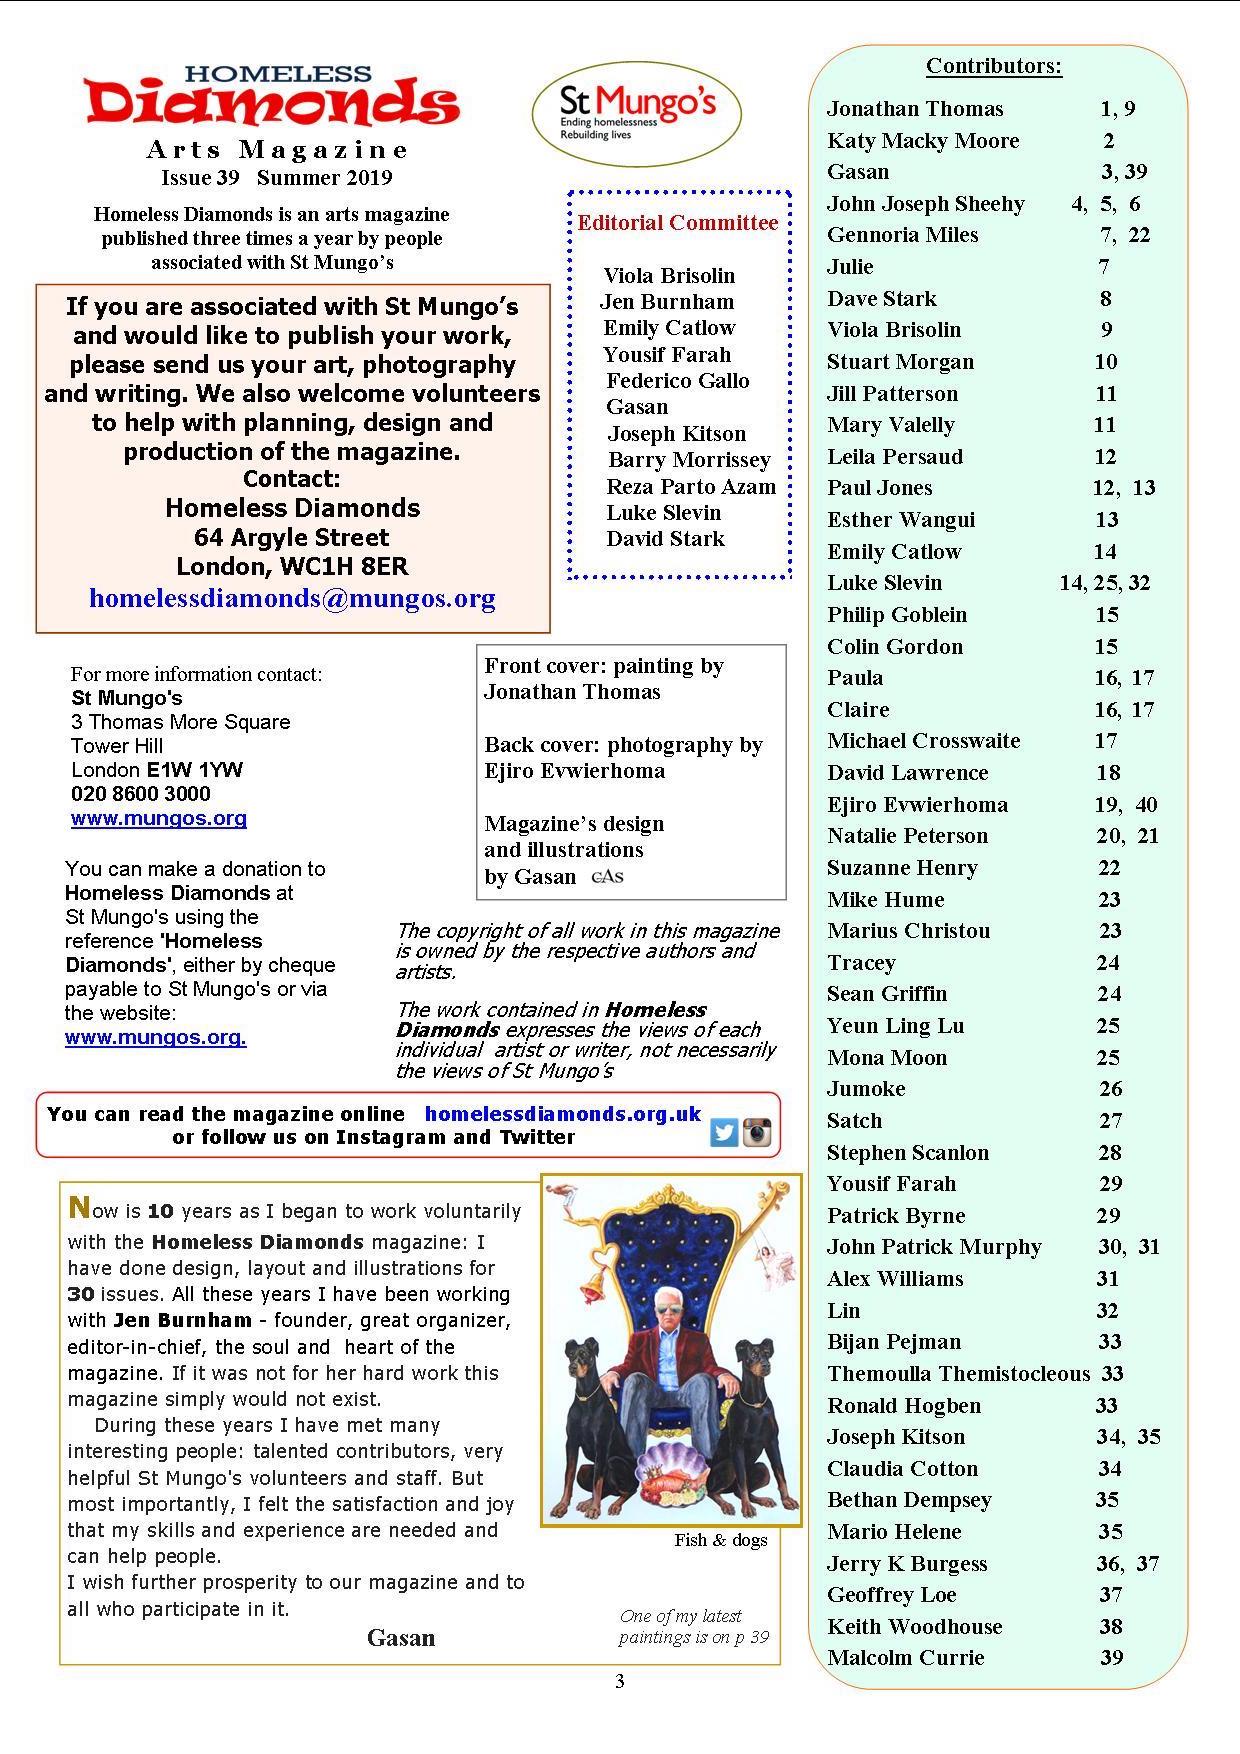 HOMELESS
Diamonds
Arts Magazine
Issue 39 Summer 2019
Homeless Diamonds is an arts magazine
published three times a year by people
associated with St Mungo's
St Mungo's
Ending homelessness
Rebuilding lives
If you are associated with St Mungo's
and would like to publish your work,
please send us your art, photography
and writing. We also welcome volunteers
to help with planning, design and
production of the magazine.
Contact:
Homeless Diamonds
64 Argyle Street
London, WC1H 8ER
homelessdiamonds@mungos.org
Editorial Committee
Viola Brisolin
Jen Burnham
Emily Catlow
Yousif Farah
Federico Gallo
Gasan
Joseph Kitson
Barry Morrissey
Reza Parto Azam
Luke Slevin
David Stark
For more information contact:
St Mungo's
3 Thomas More Square
Tower Hill
London E1W 1YW
020 8600 3000
www.mungos.org
You can make a donation to
Homeless Diamonds at
St Mungo's using the
reference 'Homeless
Diamonds', either by cheque
payable to St Mungo's or via
the website:
www.mungos.org.
Front cover: painting by
Jonathan Thomas
Back cover: photography by
Ejiro Evwierhoma
Magazine's design
and illustrations
by Gasan GAS
The copyright of all work in this magazine
is owned by the respective authors and
artists.
The work contained in Homeless
Diamonds expresses the views of each
individual artist or writer, not necessarily
the views of St Mungo's
You can read the magazine online homelessdiamonds.org.uk
or follow us on Instagram and Twitter
Now is 10 years as I began to work voluntarily
with the Homeless Diamonds magazine: I
have done design, layout and illustrations for
30 issues. All these years I have been working
with Jen Burnham - founder, great organizer,
editor-in-chief, the soul and heart of the
magazine. If it was not for her hard work this
magazine simply would not exist.
During these years I have met many
interesting people: talented contributors, very
helpful St Mungo's volunteers and staff. But
most importantly, I felt the satisfaction and joy
that my skills and experience are needed and
can help people.
I wish further prosperity to our magazine and to
all who participate in it.
Gasan
Fish & dogs
One of my latest
paintings is on p 39
Contributors:
Jonathan Thomas 1, 9
Katy Macky Moore 2
Gasan 3, 39
John Joseph Sheehy 4, 5, 6
Gennoria Miles 7, 22
Julie 7
Dave Stark 8
Viola Brisolin 9
Stuart Morgan 10
Jill Patterson 11
Mary Valelly 11
Leila Persaud 12
Paul Jones 12, 13
Esther Wangui 13
Emily Catlow 14
Luke Slevin 14, 25, 32
Philip Goblein 15
Colin Gordon 15
Paula 16, 17
Claire 16, 17
Michael Crosswaite 17
David Lawrence 18
Ejiro Evwierhoma 19, 40
Natalie Peterson 20, 21
Suzanne Henry 22
Mike Hume 23
Marius Christou 23
Tracey 24
Sean Griffin 24
Yeun Ling Lu 25
Mona Moon 25
Jumoke 26
Satch 27
Stephen Scanlon 28
Yousif Farah 29
Patrick Byrne 29
John Patrick Murphy 30, 31
Alex Williams 31
Lin 32
Bijan Pejman 33
Themoulla Themistocleous 33
Ronald Hogben 33
Joseph Kitson 34, 35
Claudia Cotton 34
Bethan Dempsey 35
Mario Helene 35
Jerry K Burgess 36, 37
Geoffrey Loe 37
Keith Woodhouse 38
Malcolm Currie 39
3